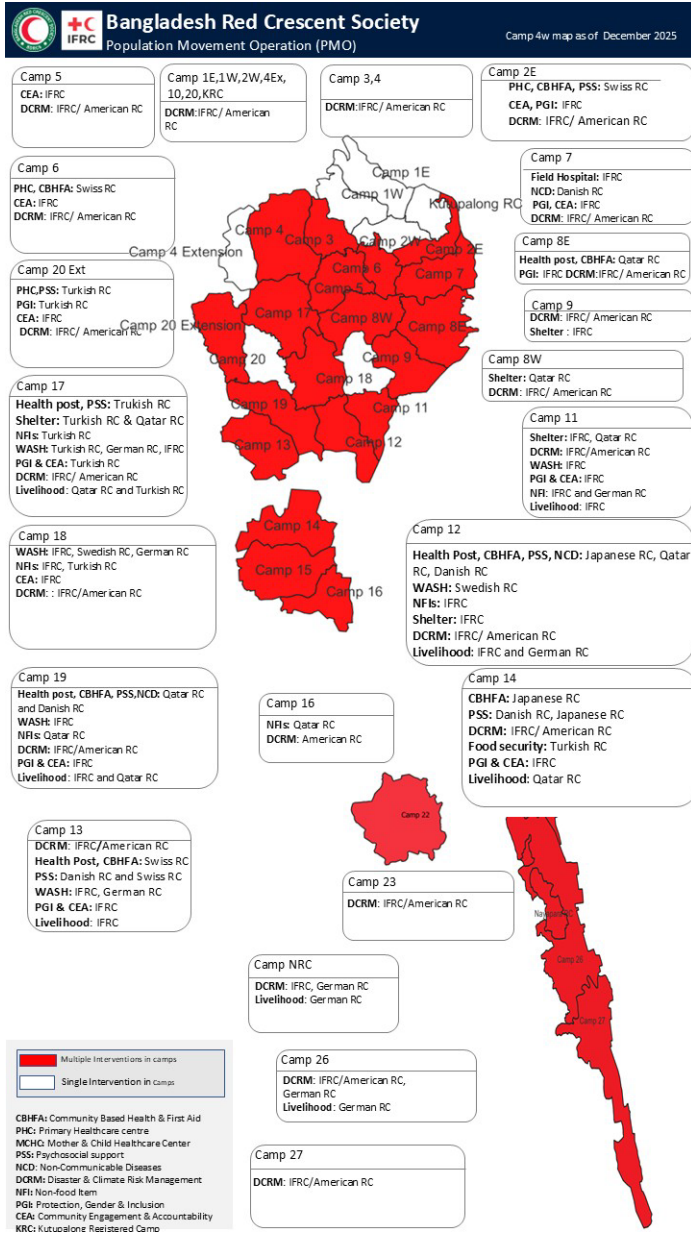 Bangladesh Red Crescent Society
IFRC
Population Movement Operation (PMO)
Camp 4w map as of December 2025
Camp 5
CEA: IFRC
DCRM: IFRC/ American RC
Camp 1E,1W,2W,4Ex,
10,20,KRC
DCRM:IFRC/ American
RC
Camp 3,4
DCRM:IFRC/ American RC
Camp 2E
PHC, CBHFA, PSS: Swiss RC
CEA, PGI: IFRC
DCRM: IFRC/ American RC
Camp 6
PHC, CBHFA: Swiss RC
CEA: IFRC
DCRM: IFRC/ American RC
Camp 7
Field Hospital: IFRC
NCD: Danish RC
PGI, CEA: IFRC
DCRM: IFRC/ American RC
Camp 8E
Health post, CBHFA: Qatar RC
PGI: IFRC DCRM:IFRC/ American RC
Camp 20 Ext
PHC,PSS: Turkish RC
PGI: Turkish RC
CEA: IFRC
DCRM: IFRC/ American RC
Camp 9
DCRM: IFRC/ American RC
Shelter : IFRC
Camp 8W
Shelter: Qatar RC
DCRM: IFRC/ American RC
Camp 17
Health post, PSS: Trukish RC
Shelter: Turkish RC & Qatar RC
NFIs: Turkish RC
WASH: Turkish RC, German RC, IFRC
PGI & CEA: Turkish RC
DCRM: IFRC/ American RC
Livelihood: Qatar RC and Turkish RC
Camp 11
Shelter: IFRC, Qatar RC
DCRM: IFRC/American RC
WASH: IFRC
PGI & CEA: IFRC
NFI: IFRC and German RC
Livelihood: IFRC
Camp 1E
Camp 1W
Kutupalong RC
Camp 4
Camp 3
Camp 2W
Camp 2E
Camp 4 Extension
Camp 6
Camp 7
Camp 5
Camp 20 Extension
Camp 17
Camp 8W
Camp 8E
Camp 20
Camp 9
Camp 18
Camp 19
Camp 11
Camp 13
Camp 12
Camp 14
Camp 15
Camp 16
Camp 18
WASH: IFRC, Swedish RC, German RC
NFIs: IFRC, Turkish RC
CEA: IFRC
DCRM: : IFRC/American RC
Camp 12
Health Post, CBHFA, PSS, NCD: Japanese RC, Qatar
RC, Danish RC
WASH: Swedish RC
NFIs: IFRC
Shelter: IFRC
DCRM: IFRC/ American RC
Livelihood: IFRC and German RC
Camp 19
Health post, CBHFA, PSS,NCD: Qatar RC
and Danish RC
WASH: IFRC
NFIs: Qatar RC
DCRM: IFRC/American RC
PGI & CEA: IFRC
Livelihood: IFRC and Qatar RC
Camp 16
NFIs: Qatar RC
DCRM: American RC
Camp 14
CBHFA: Japanese RC
PSS: Danish RC, Japanese RC
DCRM: IFRC/ American RC
Food security: Turkish RC
PGI & CEA: IFRC
Livelihood: Qatar RC
Camp 22
Camp 13
DCRM: IFRC/American RC
Health Post, CBHFA: Swiss RC
PSS: Danish RC and Swiss RC
WASH: IFRC, German RC
PGI & CEA: IFRC
Livelihood: IFRC
Camp 23
DCRM: IFRC/American RC
Nayapara RC
Camp 26
Camp 27
Camp NRC
DCRM: IFRC, German RC
Livelihood: German RC
Camp 26
DCRM: IFRC/American RC,
German RC
Livelihood: German RC
Camp 27
DCRM: IFRC/American RC
Multiple Interventions in camps
Single Intervention in Camps
CBHFA: Community Based Health & First Aid
PHC: Primary Healthcare centre
MCHC: Mother & Child Healthcare Center
PSS: Psychosocial support
NCD: Non-Communicable Diseases
DCRM: Disaster & Climate Risk Management
NFI: Non-food Item
PGI: Protection, Gender & Inclusion
CEA: Community Engagement & Accountability
KRC: Kutupalong Registered Camp